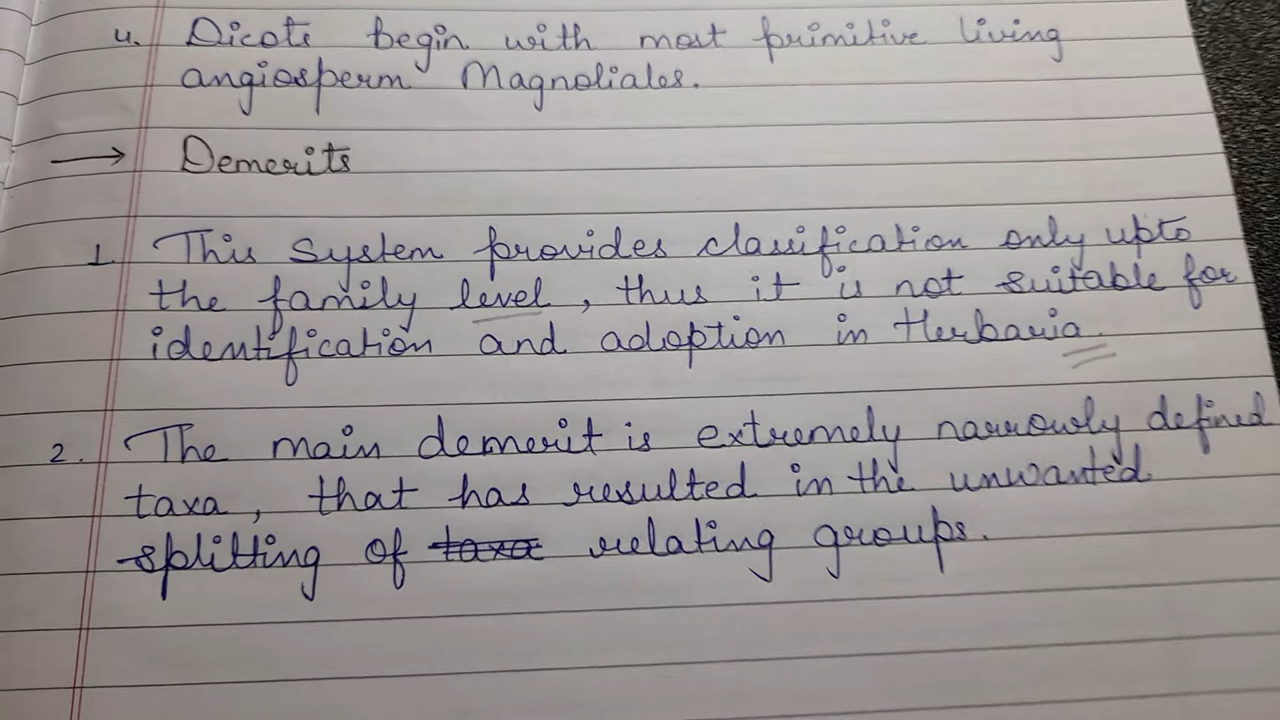 4. Dicots begin with most primitive living
angiosperm Magnoliales.
→ Demerits
1. This System provides classification only upto
the family level, thus it is not suitable for
identification and adoption in Herbaria.
2. The main demerit is extremely narrowly defined
taxa, that has resulted in the unwanted
splitting of taxa relating groups.